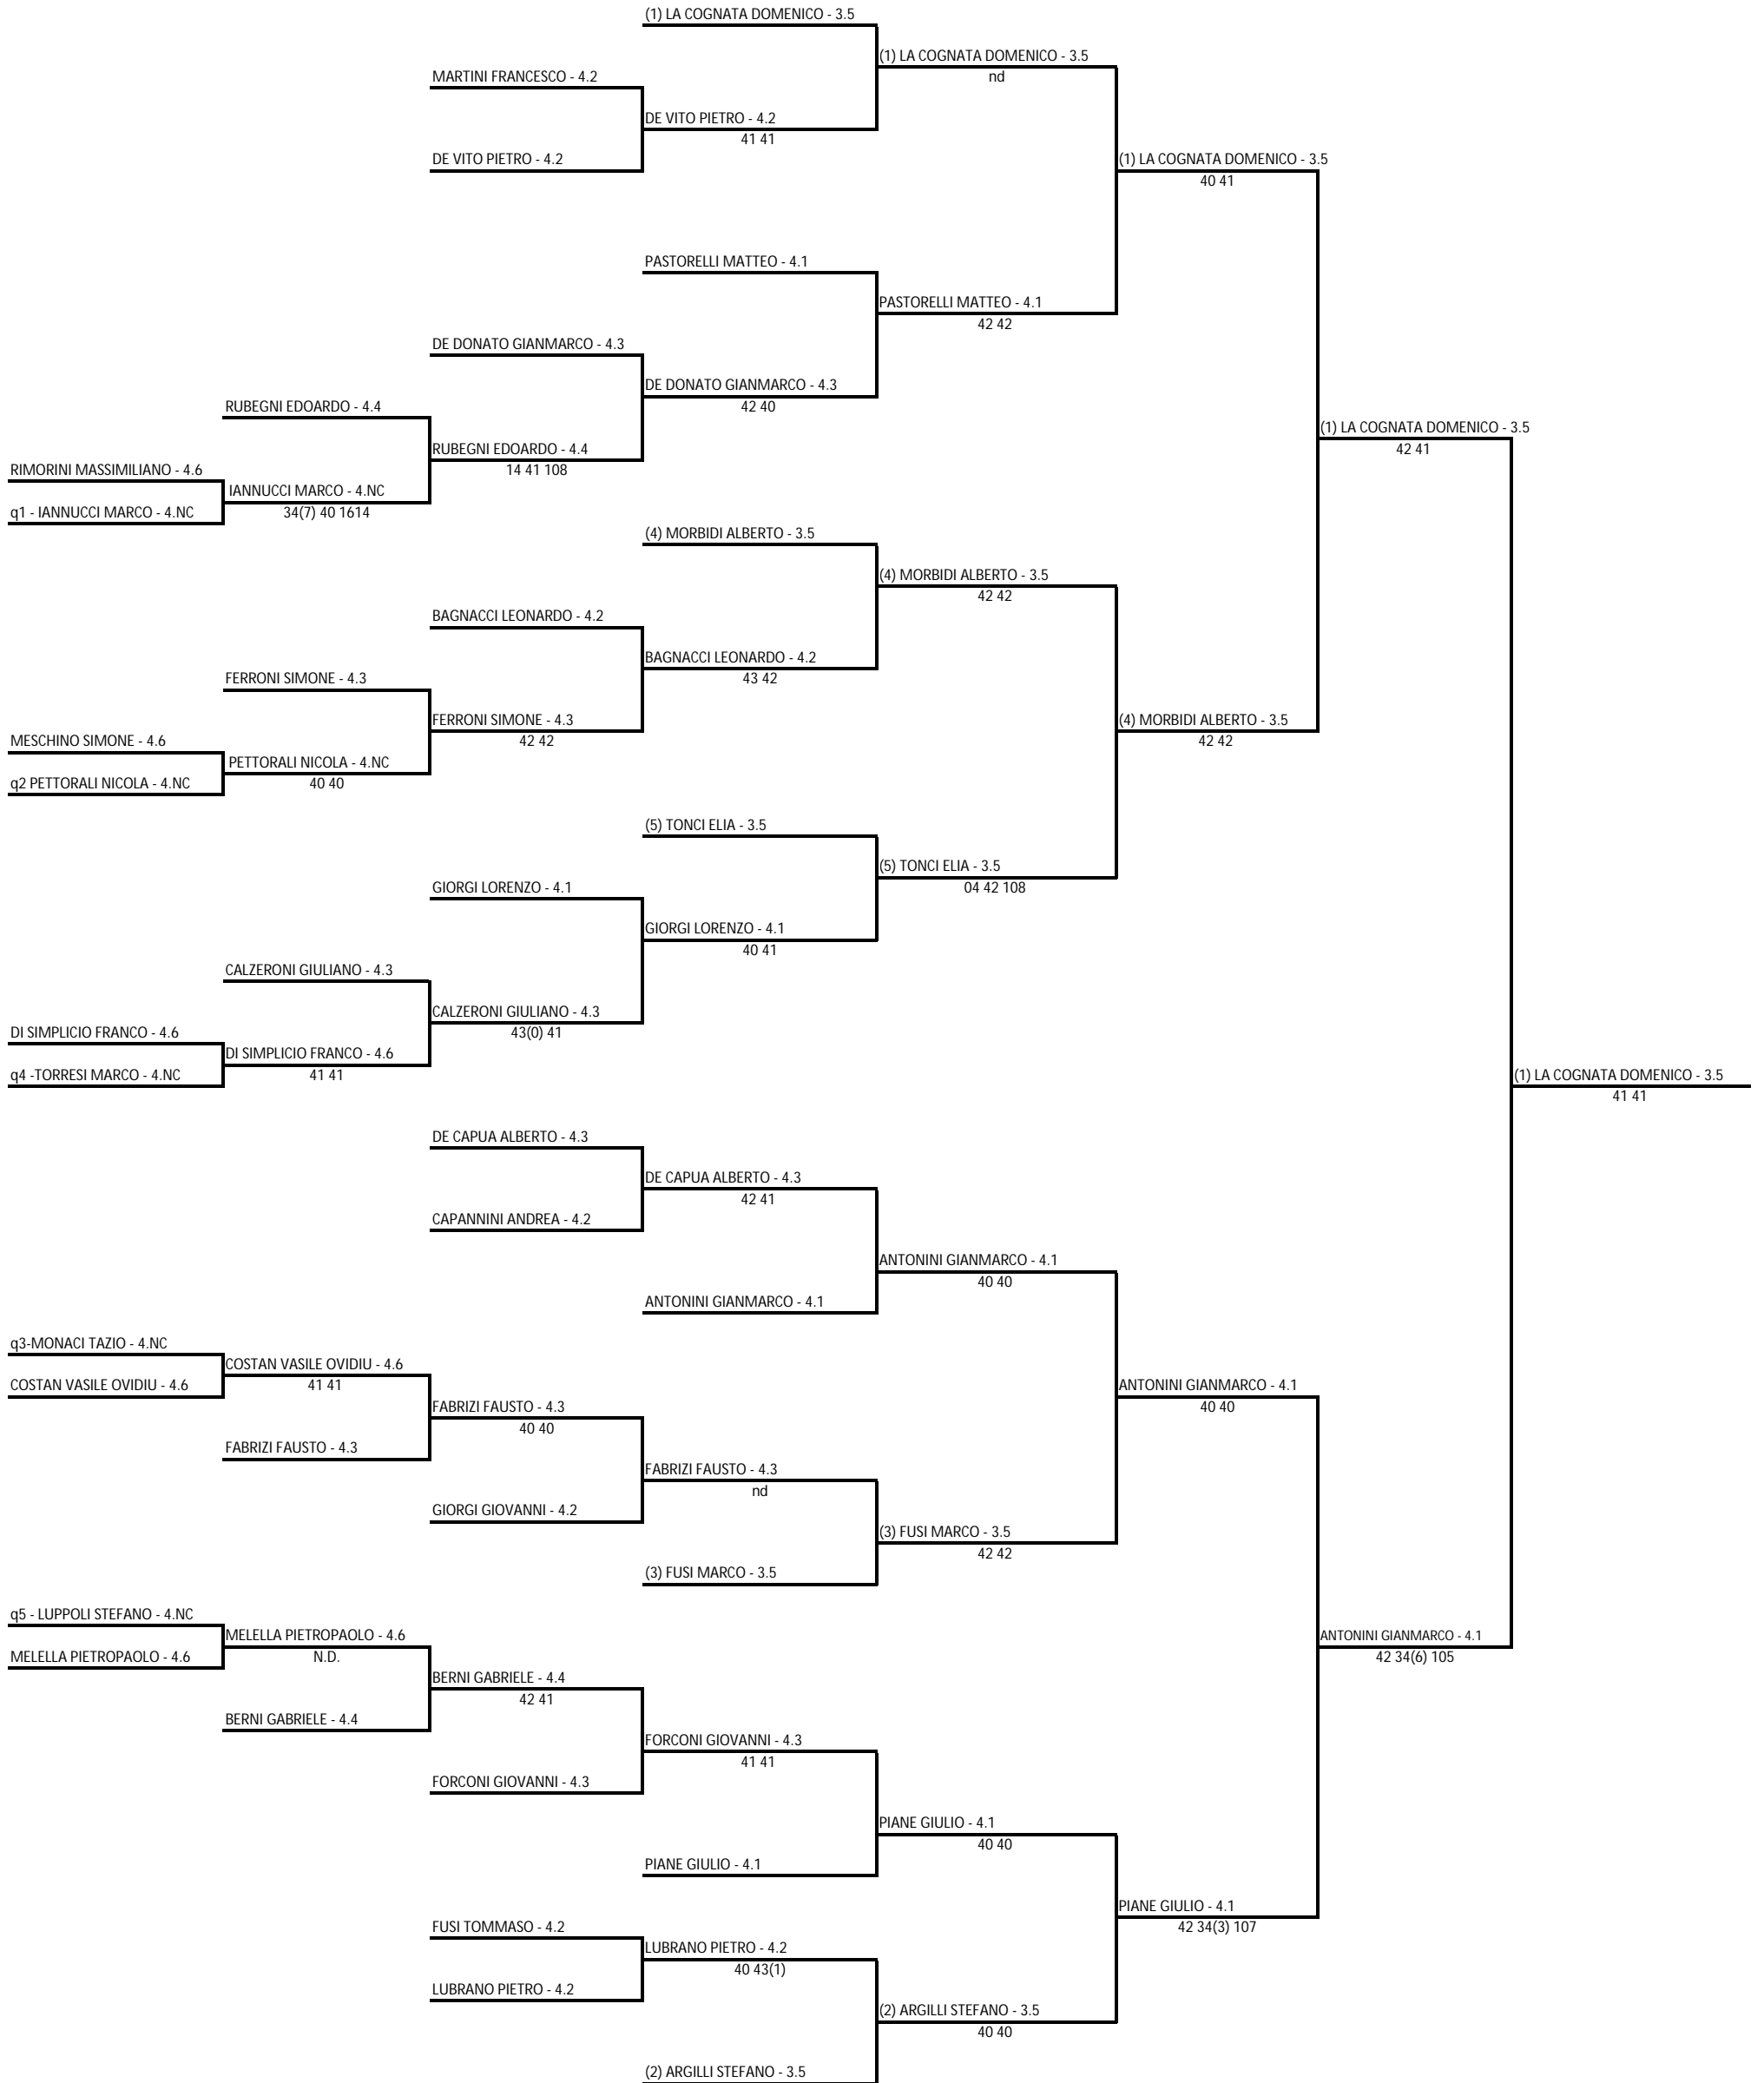 (1) LA COGNATA DOMENICO - 3.5
(1) LA COGNATA DOMENICO - 3.5
nd
MARTINI FRANCESCO - 4.2
DE VITO PIETRO - 4.2
41 41
DE VITO PIETRO - 4.2
(1) LA COGNATA DOMENICO - 3.5
40 41
PASTORELLI MATTEO - 4.1
PASTORELLI MATTEO - 4.1
42 42
DE DONATO GIANMARCO - 4.3
DE DONATO GIANMARCO - 4.3
42 40
RUBEGNI EDOARDO - 4.4
(1) LA COGNATA DOMENICO - 3.5
42 41
RUBEGNI EDOARDO - 4.4
14 41 108
RIMORINI MASSIMILIANO - 4.6
IANNUCCI MARCO - 4.NC
34(7) 40 1614
q1 - IANNUCCI MARCO - 4.NC
(4) MORBIDI ALBERTO - 3.5
(4) MORBIDI ALBERTO - 3.5
42 42
BAGNACCI LEONARDO - 4.2
BAGNACCI LEONARDO - 4.2
43 42
FERRONI SIMONE - 4.3
FERRONI SIMONE - 4.3
42 42
(4) MORBIDI ALBERTO - 3.5
42 42
MESCHINO SIMONE - 4.6
PETTORALI NICOLA - 4.NC
40 40
q2 PETTORALI NICOLA - 4.NC
(5) TONCI ELIA - 3.5
(5) TONCI ELIA - 3.5
04 42 108
GIORGI LORENZO - 4.1
GIORGI LORENZO - 4.1
40 41
CALZERONI GIULIANO - 4.3
CALZERONI GIULIANO - 4.3
43(0) 41
DI SIMPLICIO FRANCO - 4.6
DI SIMPLICIO FRANCO - 4.6
41 41
q4 -TORRESI MARCO - 4.NC
(1) LA COGNATA DOMENICO - 3.5
41 41
DE CAPUA ALBERTO - 4.3
DE CAPUA ALBERTO - 4.3
42 41
CAPANNINI ANDREA - 4.2
ANTONINI GIANMARCO - 4.1
40 40
ANTONINI GIANMARCO - 4.1
q3-MONACI TAZIO - 4.NC
COSTAN VASILE OVIDIU - 4.6
41 41
COSTAN VASILE OVIDIU - 4.6
ANTONINI GIANMARCO - 4.1
40 40
FABRIZI FAUSTO - 4.3
40 40
FABRIZI FAUSTO - 4.3
FABRIZI FAUSTO - 4.3
nd
GIORGI GIOVANNI - 4.2
(3) FUSI MARCO - 3.5
42 42
(3) FUSI MARCO - 3.5
q5 - LUPPOLI STEFANO - 4.NC
MELELLA PIETROPAOLO - 4.6
N.D.
MELELLA PIETROPAOLO - 4.6
ANTONINI GIANMARCO - 4.1
42 34(6) 105
BERNI GABRIELE - 4.4
42 41
BERNI GABRIELE - 4.4
FORCONI GIOVANNI - 4.3
41 41
FORCONI GIOVANNI - 4.3
PIANE GIULIO - 4.1
40 40
PIANE GIULIO - 4.1
PIANE GIULIO - 4.1
42 34(3) 107
FUSI TOMMASO - 4.2
LUBRANO PIETRO - 4.2
40 43(1)
LUBRANO PIETRO - 4.2
(2) ARGILLI STEFANO - 3.5
40 40
(2) ARGILLI STEFANO - 3.5